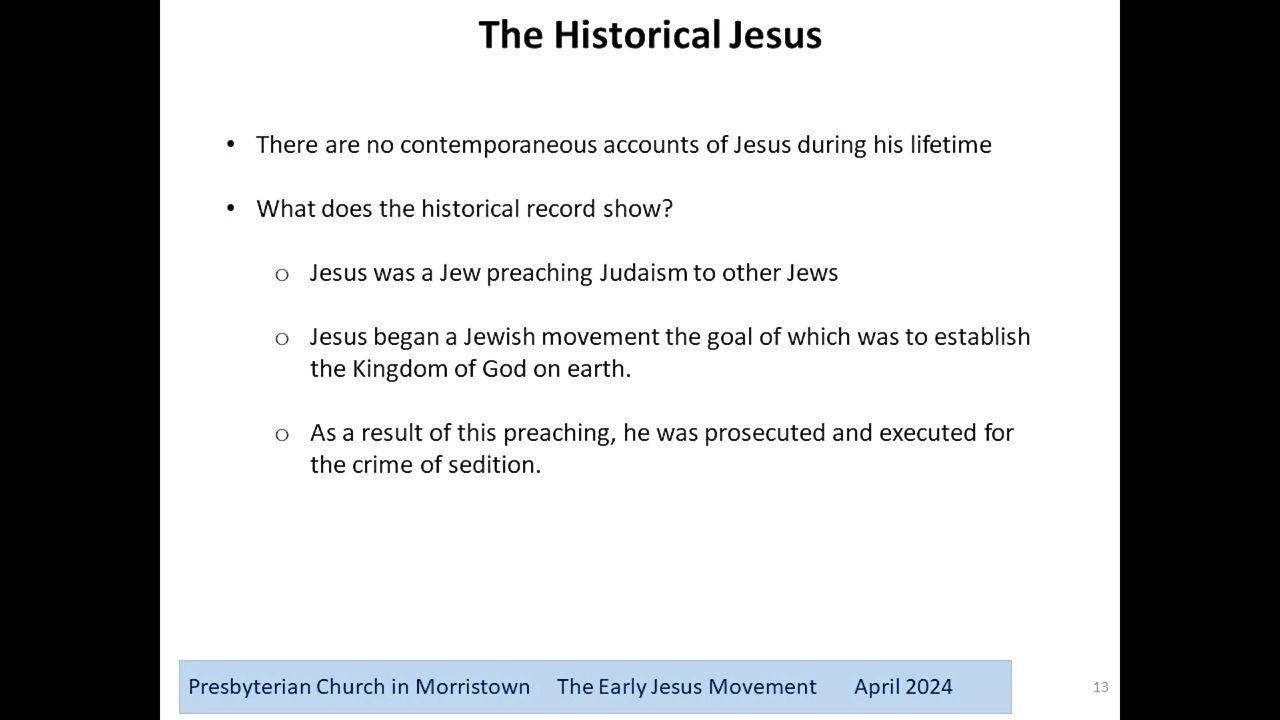 The Historical Jesus
• There are no contemporaneous accounts of Jesus during his lifetime
• What does the historical record show?
o Jesus was a Jew preaching Judaism to other Jews
o Jesus began a Jewish movement the goal of which was to establish
the Kingdom of God on earth.
o As a result of this preaching, he was prosecuted and executed for
the crime of sedition.
Presbyterian Church in Morristown The Early Jesus Movement April 2024
13